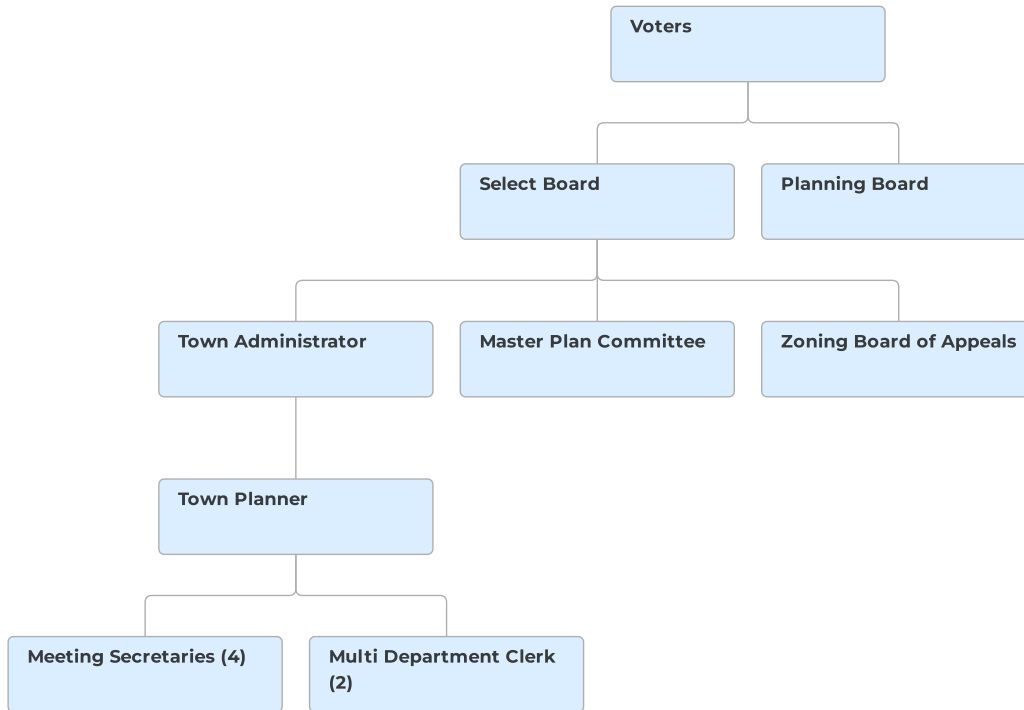 Voters
Select Board
Planning Board
Town Administrator
Master Plan Committee
Zoning Board of Appeals
Town Planner
Meeting Secretaries (4)
Multi Department Clerk
(2)